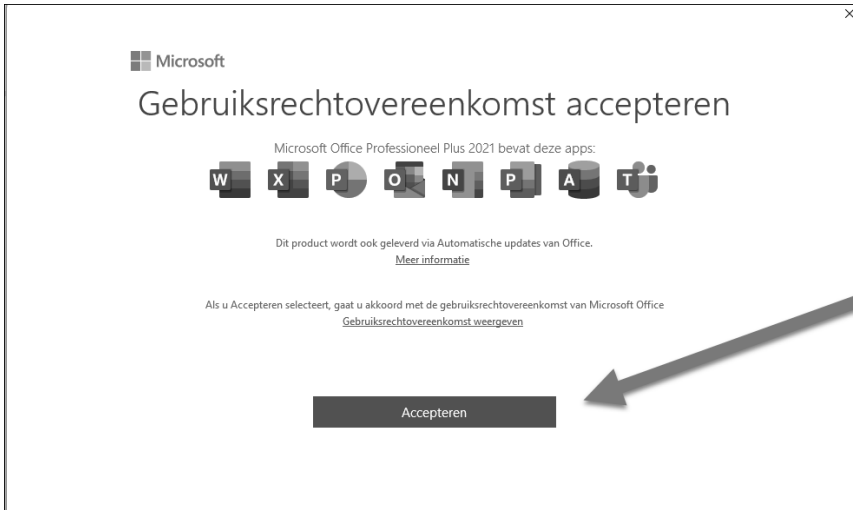 Microsoft
Gebruiksrechtovereenkomst accepteren
Microsoft Office Professioneel Plus 2021 bevat deze apps:
W X P O N P A T
Dit product wordt ook geleverd via Automatische updates van Office.
Meer informatie
Als u Accepteren selecteert, gaat u akkoord met de gebruiksrechtovereenkomst van Microsoft Office
Gebruiksrechtovereenkomst weergeven
Accepteren